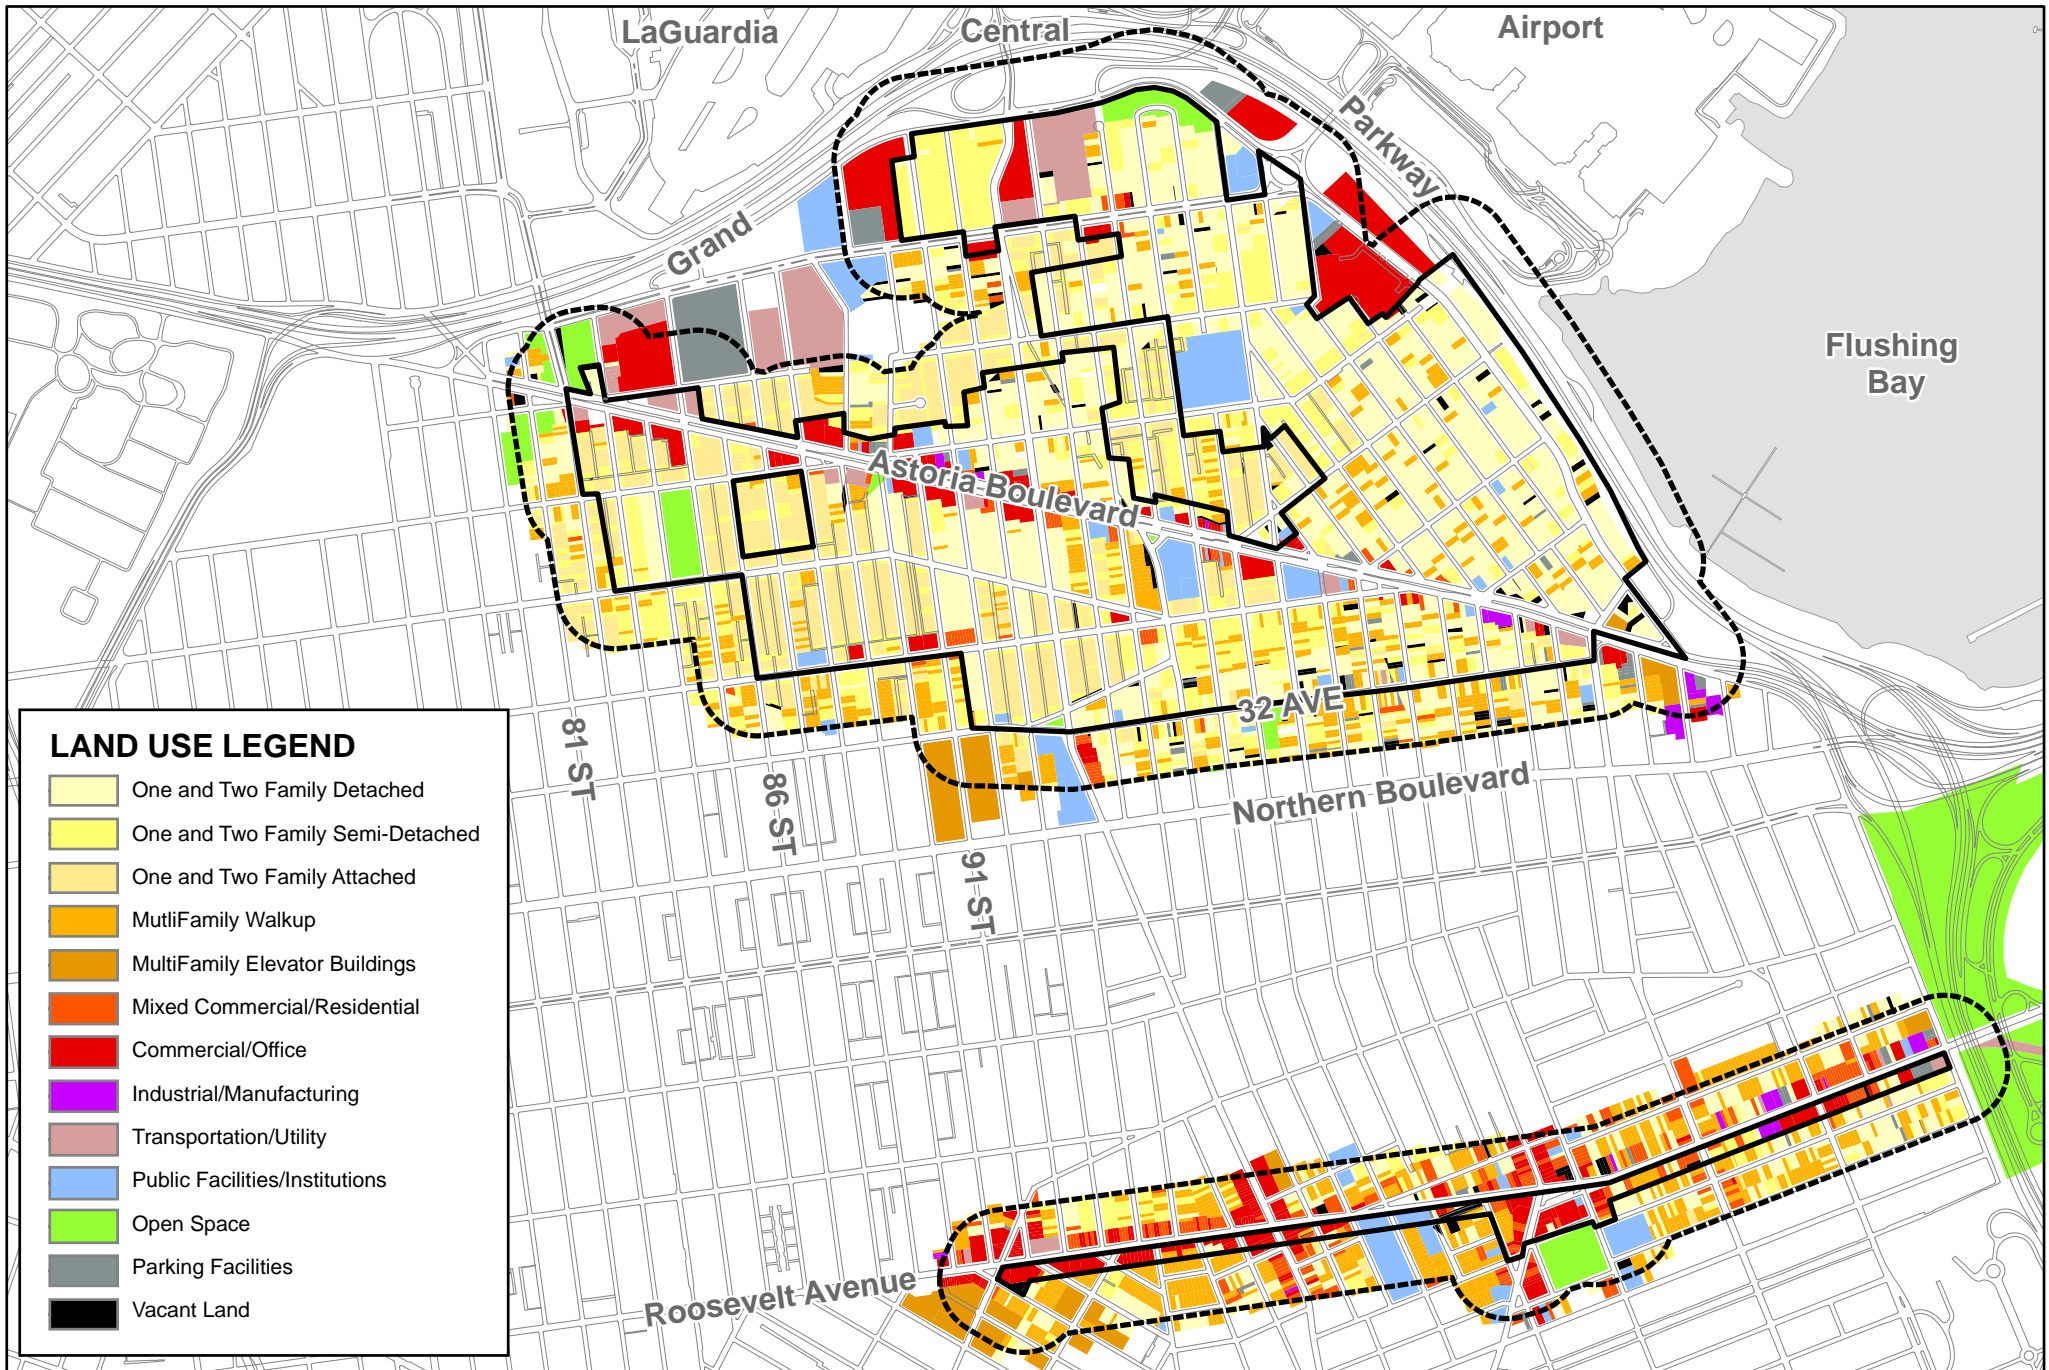 LaGuardia
Central
Airport
Parkway
Grand
Flushing
Bay
Astoria Boulevard
32 AVE
81 ST
86 ST
91 ST
Northern Boulevard
Roosevelt Avenue
LAND USE LEGEND
One and Two Family Detached
One and Two Family Semi-Detached
One and Two Family Attached
MutliFamily Walkup
MultiFamily Elevator Buildings
Mixed Commercial/Residential
Commercial/Office
Industrial/Manufacturing
Transportation/Utility
Public Facilities/Institutions
Open Space
Parking Facilities
Vacant Land